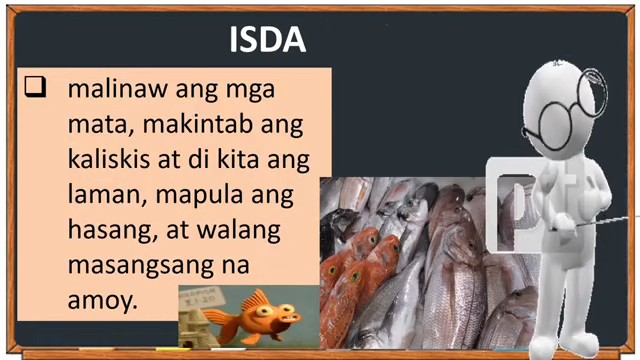 ISDA
malinaw ang mga
mata, makintab ang
kaliskis at di kita ang
laman, mapula ang
hasang, at walang
masangsang na
amoy.